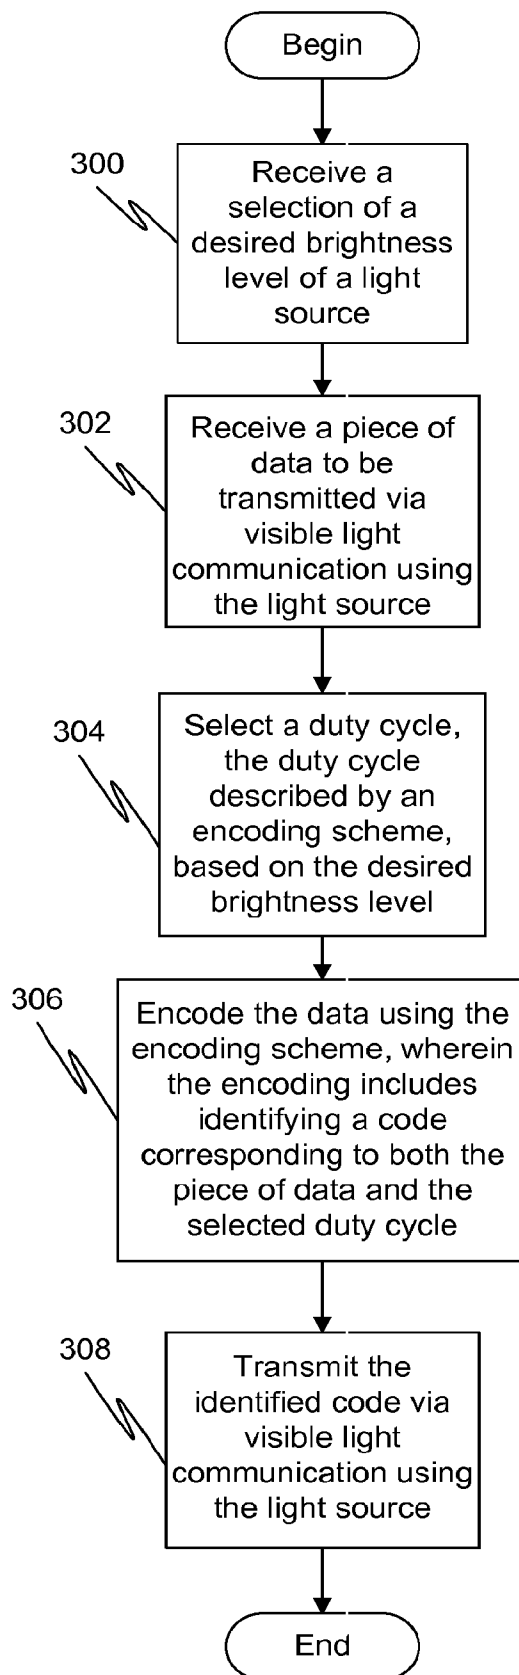 Begin
300
Receive a
selection of a
desired brightness
level of a light
source
302
Receive a piece of
data to be
transmitted via
visible light
communication using
the light source
304
Select a duty cycle,
the duty cycle
described by an
encoding scheme,
based on the desired
brightness level
306
Encode the data using the
encoding scheme, wherein
the encoding includes
identifying a code
corresponding to both the
piece of data and the
selected duty cycle
308
Transmit the
identified code via
visible light
communication using
the light source
End